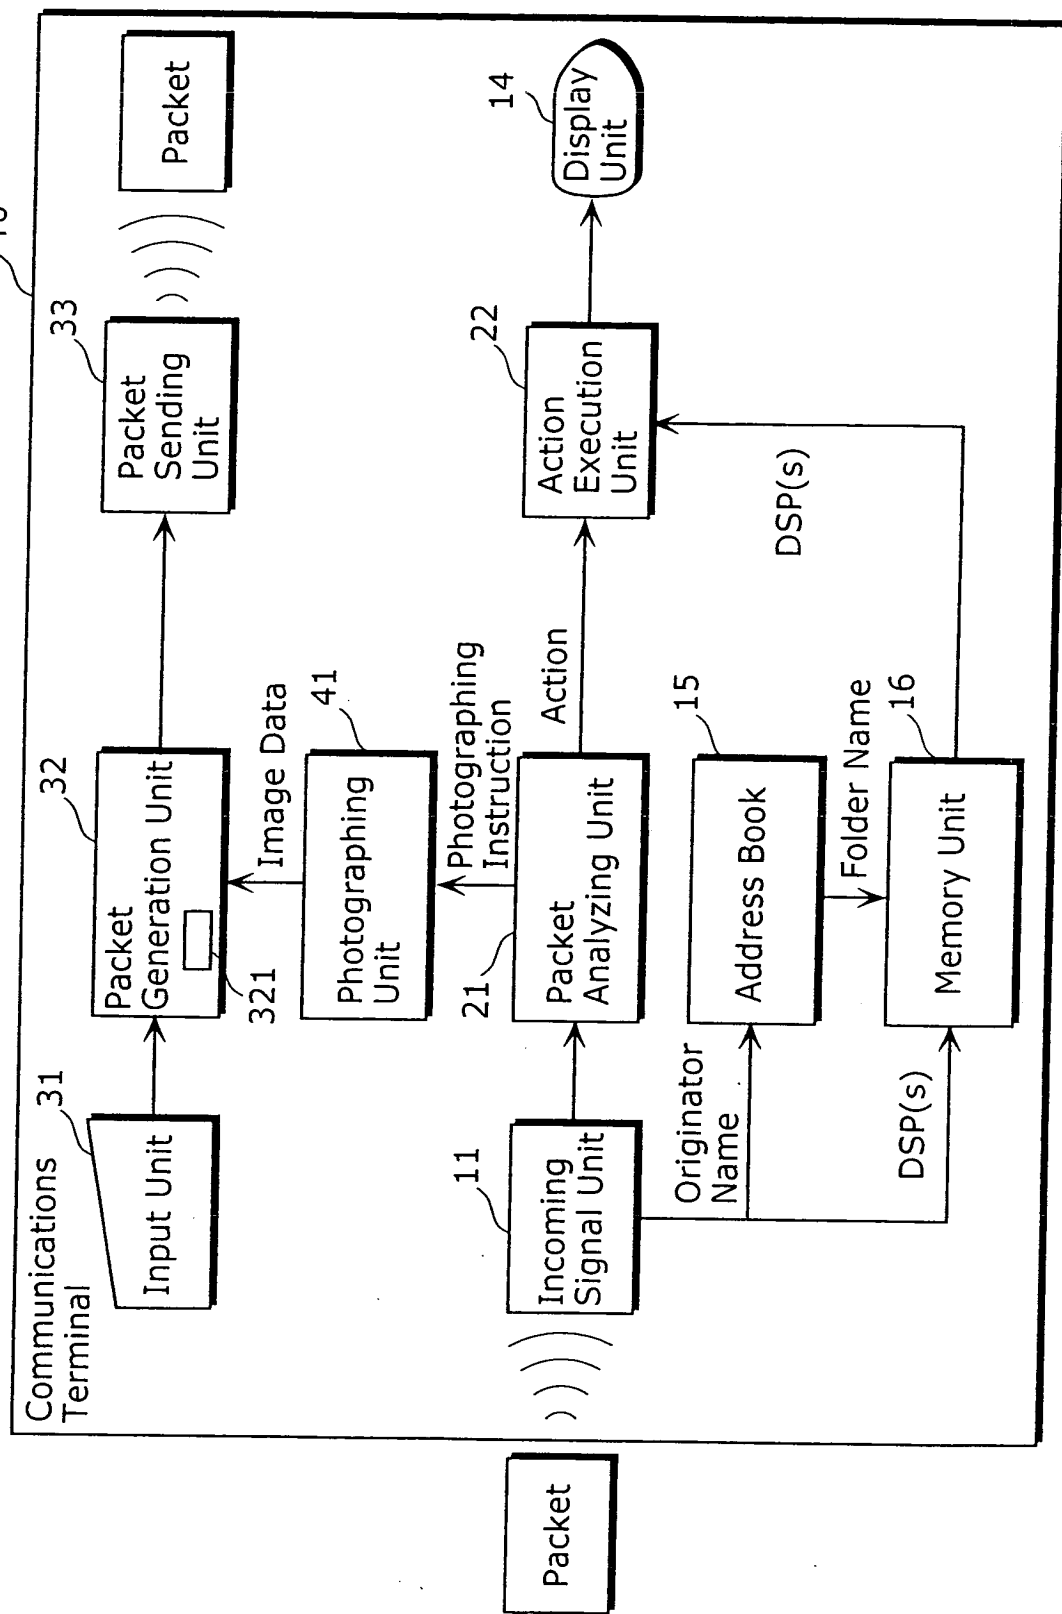 Communications
Terminal
31
Input Unit
32
Packet
Generation Unit
321
33
Packet
Sending
Unit
Packet
Image Data
41
Photographing
Unit
Photographing
Instruction
Packet
11
Incoming
Signal Unit
21
Packet
Analyzing Unit
Action
22
Action
Execution
Unit
14
Display
Unit
Originator
Name
15
Address Book
Folder Name
DSP(s)
16
Memory Unit
DSP(s)